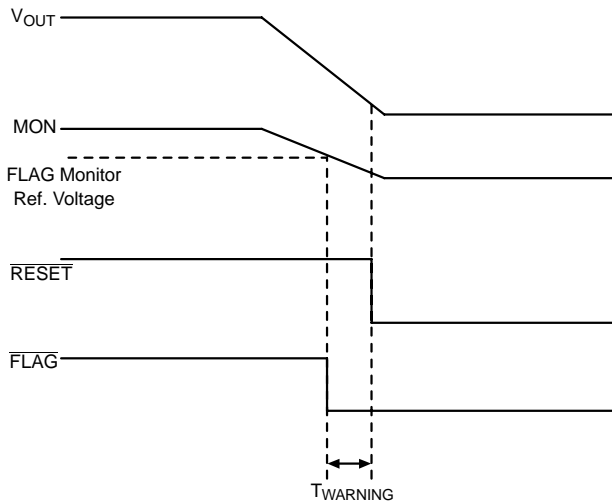 VOUT
MON
FLAG Monitor
Ref. Voltage
RESET
FLAG
TWARNING